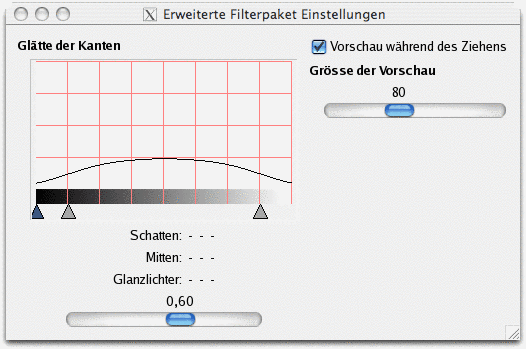 Erweiterte Filterpaket Einstellungen
Glätte der Kanten
Vorschau während des Ziehens
Grösse der Vorschau
80
Schatten: - - -
Mitten: - - -
Glanzlichter: - - -
0,60